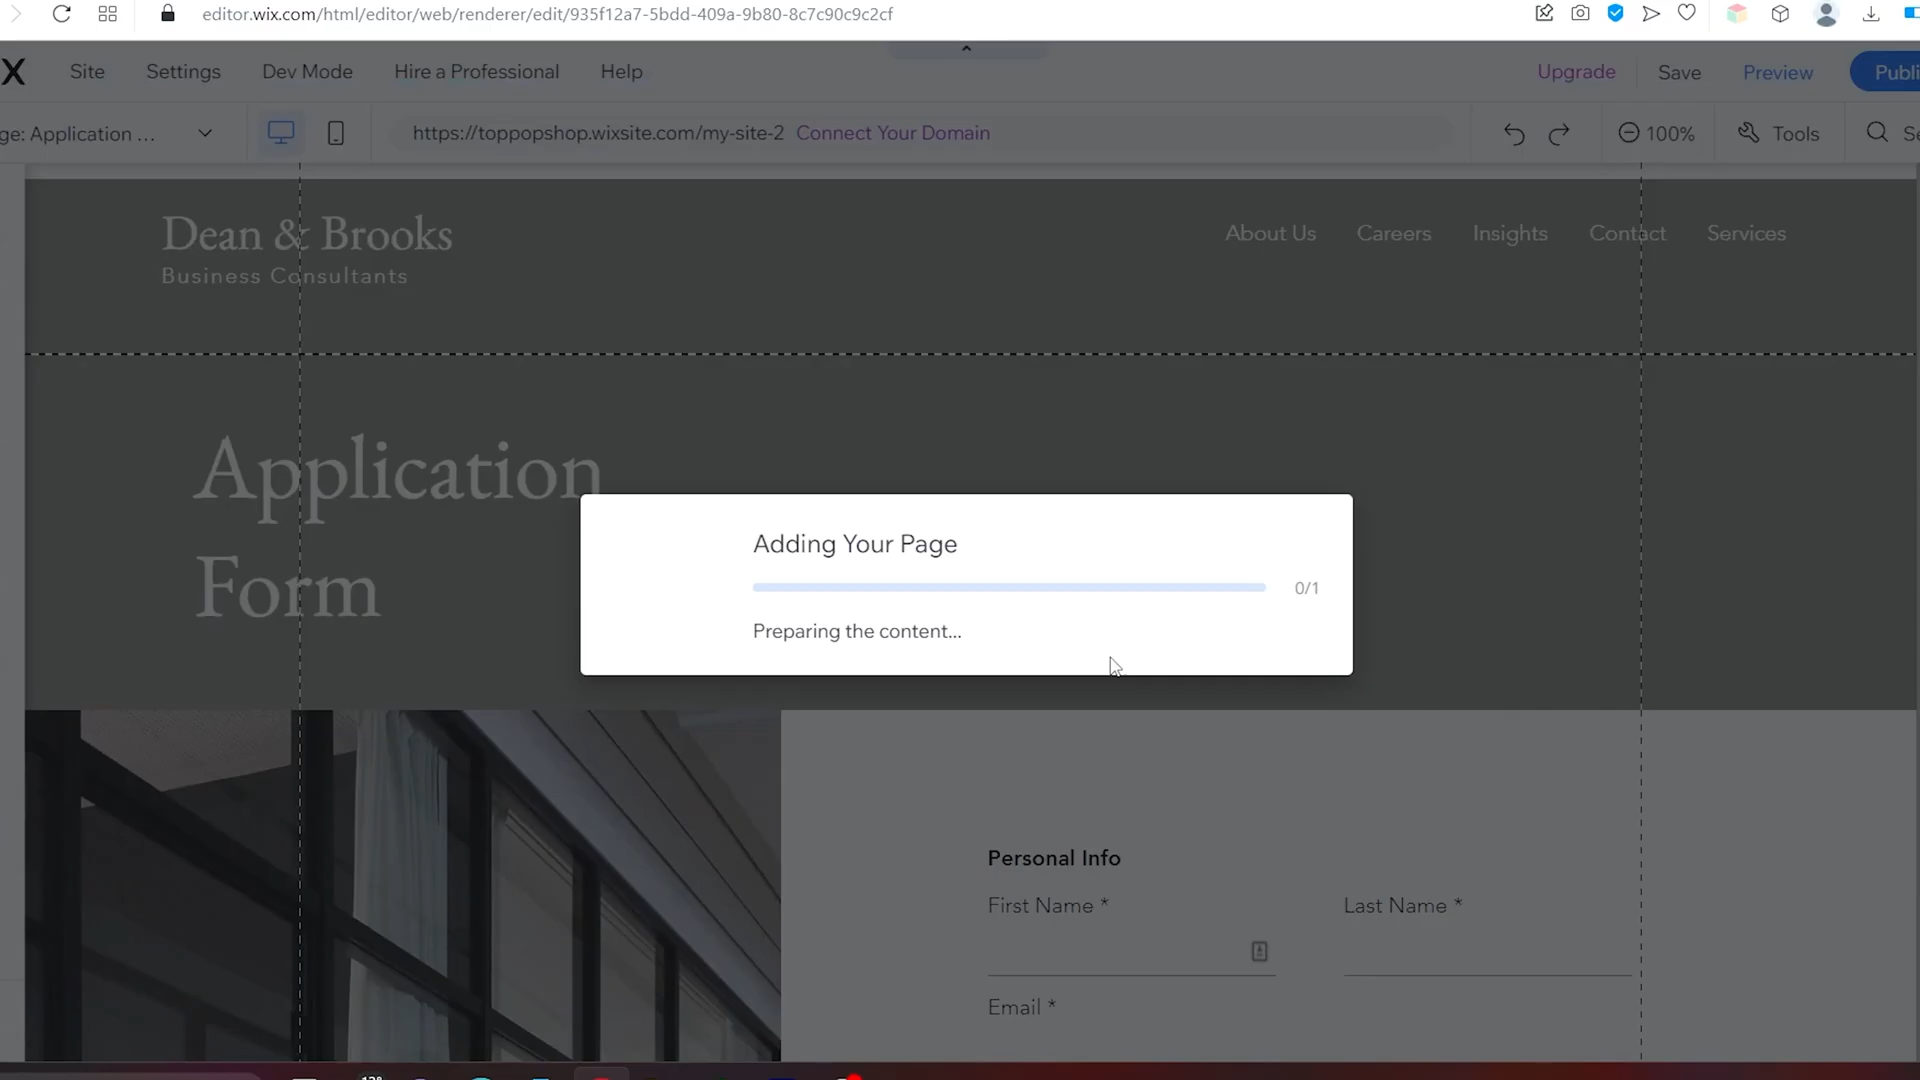 editor.wix.com/html/editor/web/renderer/edit/935f12a7-5bdd-409a-9b80-8c7c90c9c2cf
X Site Settings Dev Mode Hire a Professional Help Upgrade Save Preview Publi
ge: Application ... https://toppopshop.wixsite.com/my-site-2 Connect Your Domain 100% Tools Se
Dean & Brooks
Business Consultants
About Us Careers Insights Contact Services
Application
Form
Adding Your Page
0/1
Preparing the content...
Personal Info
First Name * Last Name *
Email *